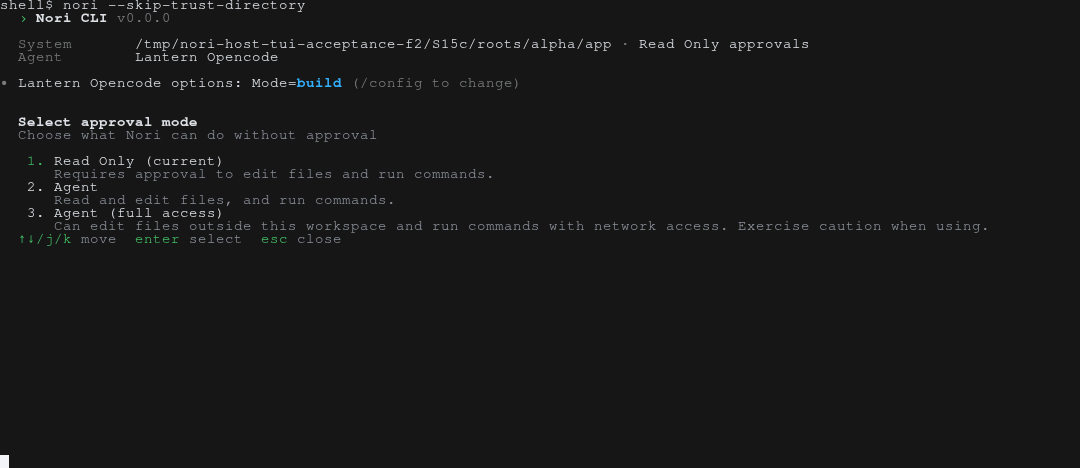 shell$ nori --skip-trust-directory
› Nori CLI v0.0.0
System /tmp/nori-host-tui-acceptance-f2/S15c/roots/alpha/app · Read Only approvals
Agent Lantern Opencode
• Lantern Opencode options: Mode=build (/config to change)
Select approval mode
Choose what Nori can do without approval
1. Read Only (current)
Requires approval to edit files and run commands.
2. Agent
Read and edit files, and run commands.
3. Agent (full access)
Can edit files outside this workspace and run commands with network access. Exercise caution when using.
↑↓/j/k move enter select esc close